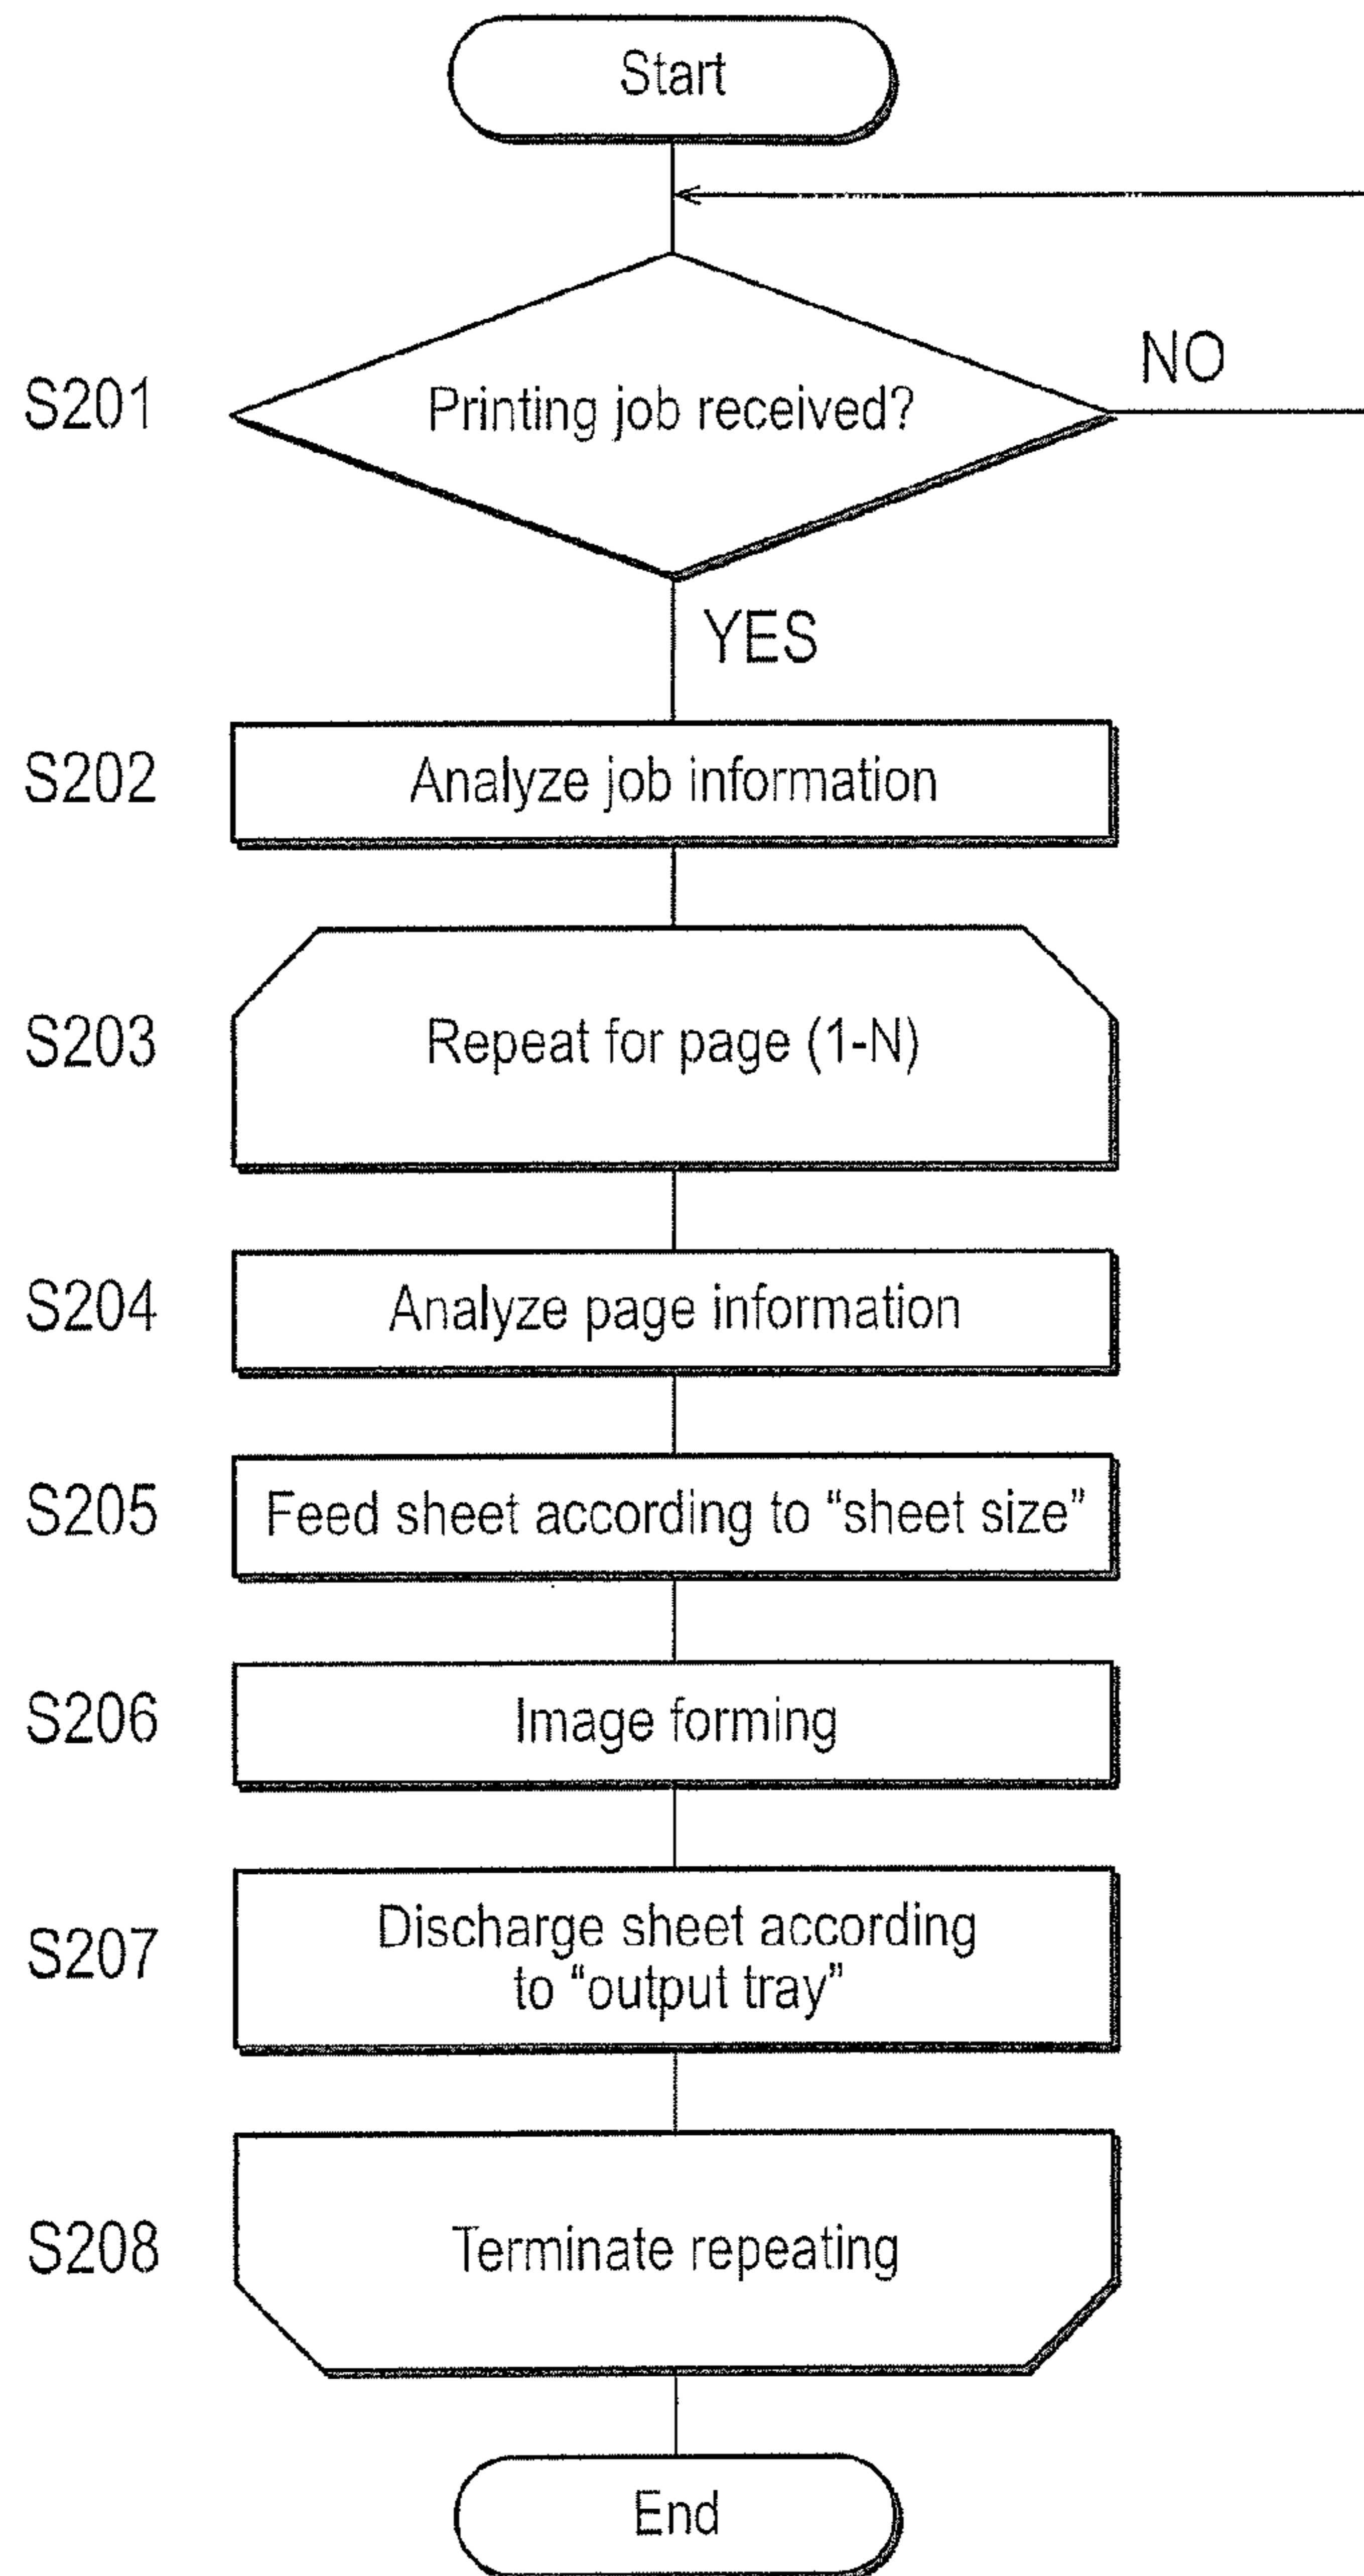 Start
S201
Printing job received?
NO
YES
S202
Analyze job information
S203
Repeat for page (1-N)
S204
Analyze page information
S205
Feed sheet according to “sheet size”
S206
Image forming
S207
Discharge sheet according
to “output tray”
S208
Terminate repeating
End